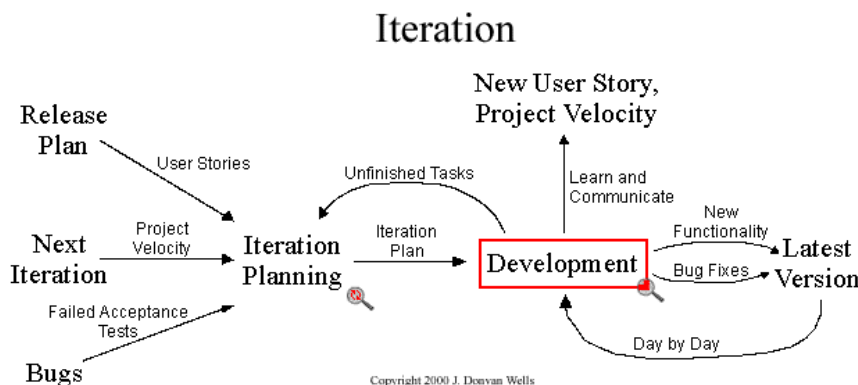 Iteration
New User Story,
Project Velocity
Release
Plan
User Stories
Unfinished Tasks
Learn and
Communicate
New
Functionality
Project
Velocity
Next
Iteration
Iteration
Planning
Iteration
Plan
Development
Bug Fixes
Latest
Version
Failed Acceptance
Tests
Day by Day
Bugs
Copyright 2000 J. Donvan Wells